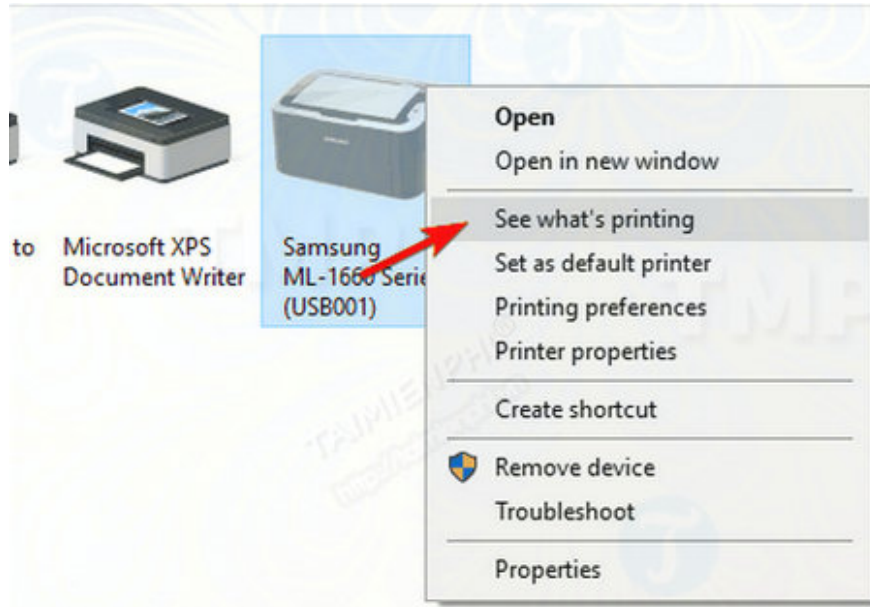 Open
Open in new window
See what's printing
to
Microsoft XPS
Document Writer
Samsung
ML-1660 Serie
(USB001)
Set as default printer
Printing preferences
Printer properties
Create shortcut
Remove device
Troubleshoot
Properties
TAIMIENPHI